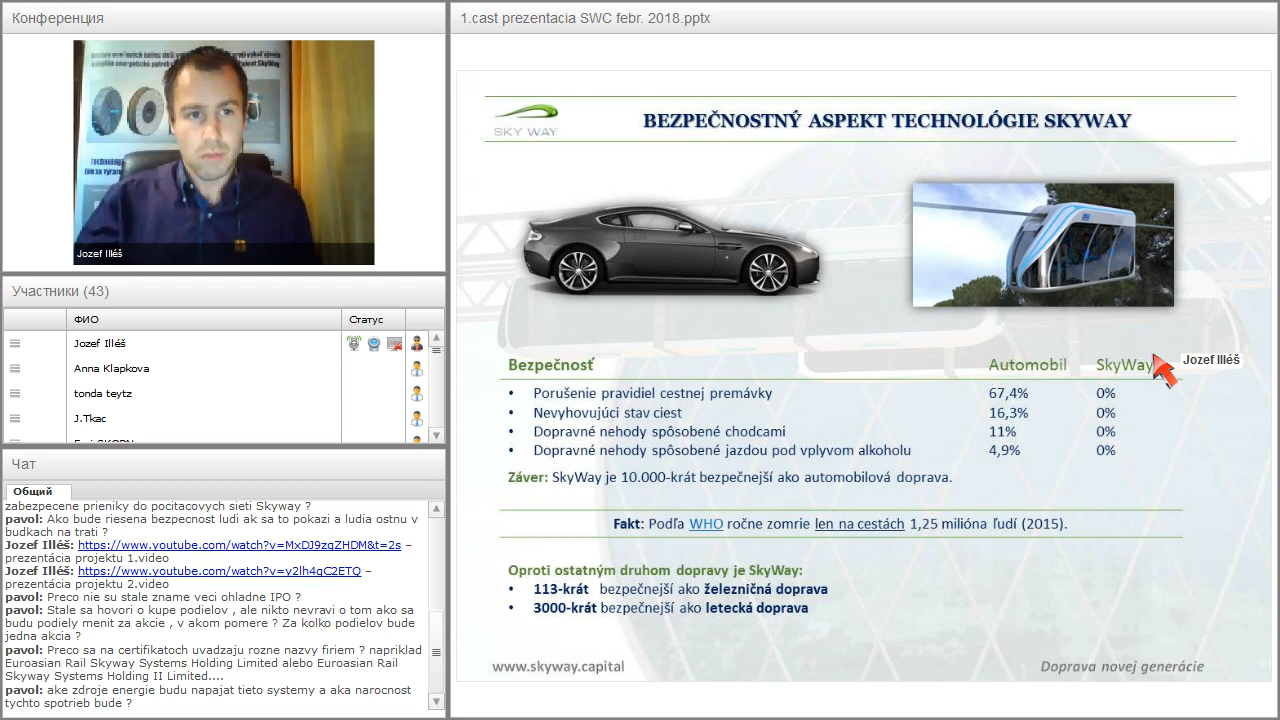 Конференция
Jozef Illéš
Участники (43)
ФИО
Статус
Jozef Illéš
Anna Klapkova
tonda teytz
J.Tkac
Чат
Общий
zabezpecene prieniky do pocitacovych sieti Skyway ?
pavol: Ako bude riesena bezpecnost ludi ak sa to pokazi a ludia ostnu v
budkach na trati ?
Jozef Illéš: https://www.youtube.com/watch?v=MxDJ9zgZHDM&t=2s –
prezentácia projektu 1.video
Jozef Illéš: https://www.youtube.com/watch?v=y2lh4gC2ETQ –
prezentácia projektu 2.video
pavol: Preco nie su stale zname veci ohladne IPO ?
pavol: Stale sa hovori o kupe podielov , ale nikto nevravi o tom ako sa
budu podiely menit za akcie , v akom pomere ? Za kolko podielov bude
jedna akcia ?
pavol: Preco sa na certifikatoch uvadzaju rozne nazvy firiem ? napriklad
Euroasian Rail Skyway Systems Holding Limited alebo Euroasian Rail
Skyway Systems Holding II Limited....
pavol: ake zdroje energie budu napajat tieto systemy a aka narocnost
tychto spotrieb bude ?
1.cast prezentacia SWC febr. 2018.pptx
SKY WAY
BEZPEČNOSTNÝ ASPEKT TECHNOLÓGIE SKYWAY
Bezpečnosť Automobil SkyWay
Jozef Illéš
• Porušenie pravidiel cestnej premávky 67,4% 0%
• Nevyhovujúci stav ciest 16,3% 0%
• Dopravné nehody spôsobené chodcami 11% 0%
• Dopravné nehody spôsobené jazdou pod vplyvom alkoholu 4,9% 0%
Záver: SkyWay je 10.000-krát bezpečnejší ako automobilová doprava.
Fakt: Podľa WHO ročne zomrie len na cestách 1,25 milióna ľudí (2015).
Oproti ostatným druhom dopravy je SkyWay:
• 113-krát bezpečnejší ako železničná doprava
• 3000-krát bezpečnejší ako letecká doprava
www.skyway.capital
Doprava novej generácie